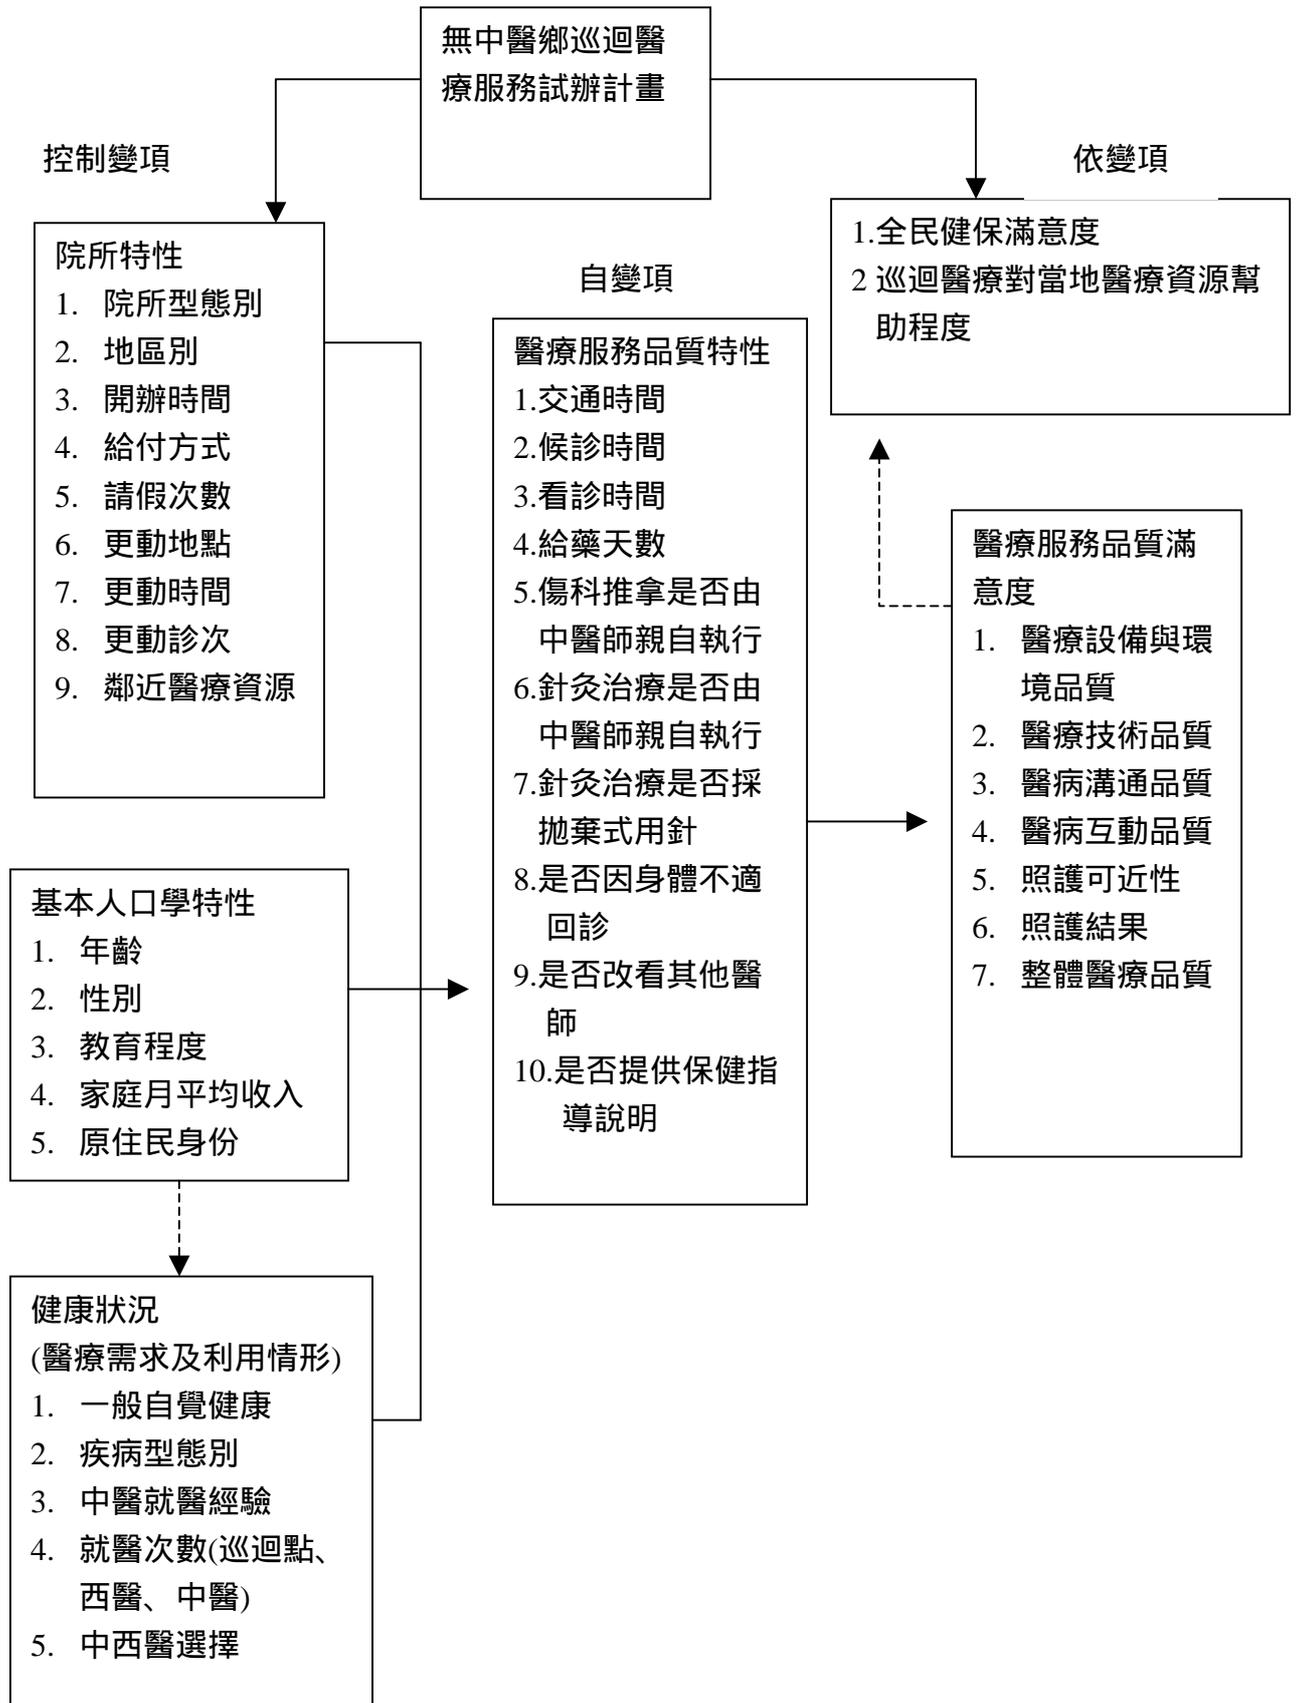 無中醫鄉巡迴醫
療服務試辦計畫
控制變項
依變項
院所特性
1. 院所型態別
2. 地區別
3. 開辦時間
4. 給付方式
5. 請假次數
6. 更動地點
7. 更動時間
8. 更動診次
9. 鄰近醫療資源
1.全民健保滿意度
2 巡迴醫療對當地醫療資源幫
助程度
自變項
醫療服務品質特性
1.交通時間
2.候診時間
3.看診時間
4.給藥天數
5.傷科推拿是否由
中醫師親自執行
6.針灸治療是否由
中醫師親自執行
7.針灸治療是否採
拋棄式用針
8.是否因身體不適
回診
9.是否改看其他醫
師
10.是否提供保健指
導說明
醫療服務品質滿
意度
1. 醫療設備與環
境品質
2. 醫療技術品質
3. 醫病溝通品質
4. 醫病互動品質
5. 照護可近性
6. 照護結果
7. 整體醫療品質
基本人口學特性
1. 年齡
2. 性別
3. 教育程度
4. 家庭月平均收入
5. 原住民身份
健康狀況
(醫療需求及利用情形)
1. 一般自覺健康
2. 疾病型態別
3. 中醫就醫經驗
4. 就醫次數(巡迴點、
西醫、中醫)
5. 中西醫選擇